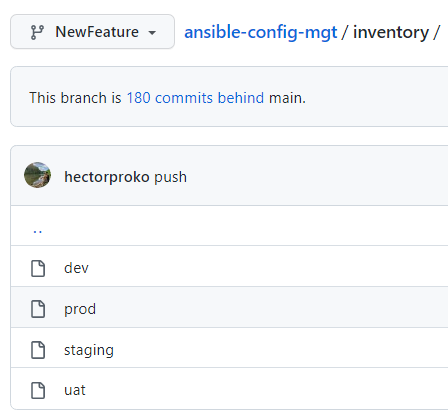 NewFeature ansible-config-mgt / inventory /
This branch is 180 commits behind main.
hectorproko push
..
dev
prod
staging
uat